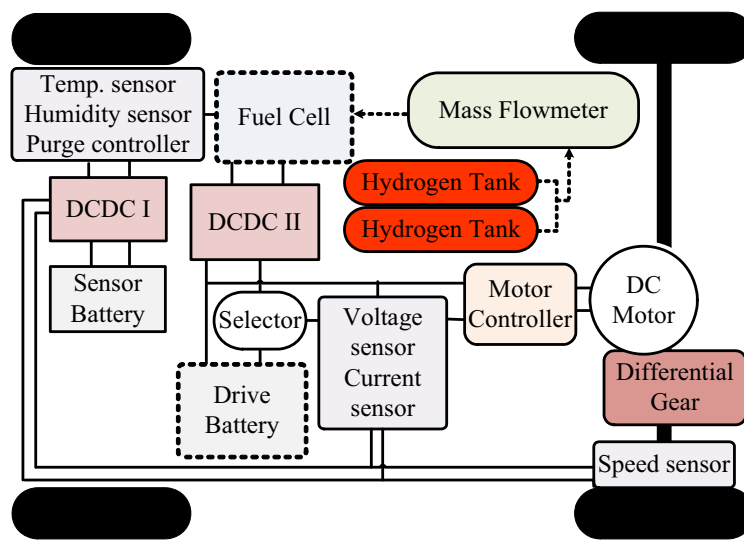 Temp. sensor
Humidity sensor
Purge controller
Fuel Cell
Mass Flowmeter
Hydrogen Tank
Hydrogen Tank
DCDC I
DCDC II
Sensor
Battery
Selector
Voltage
sensor
Current
sensor
Motor
Controller
DC
Motor
Drive
Battery
Differential
Gear
Speed sensor